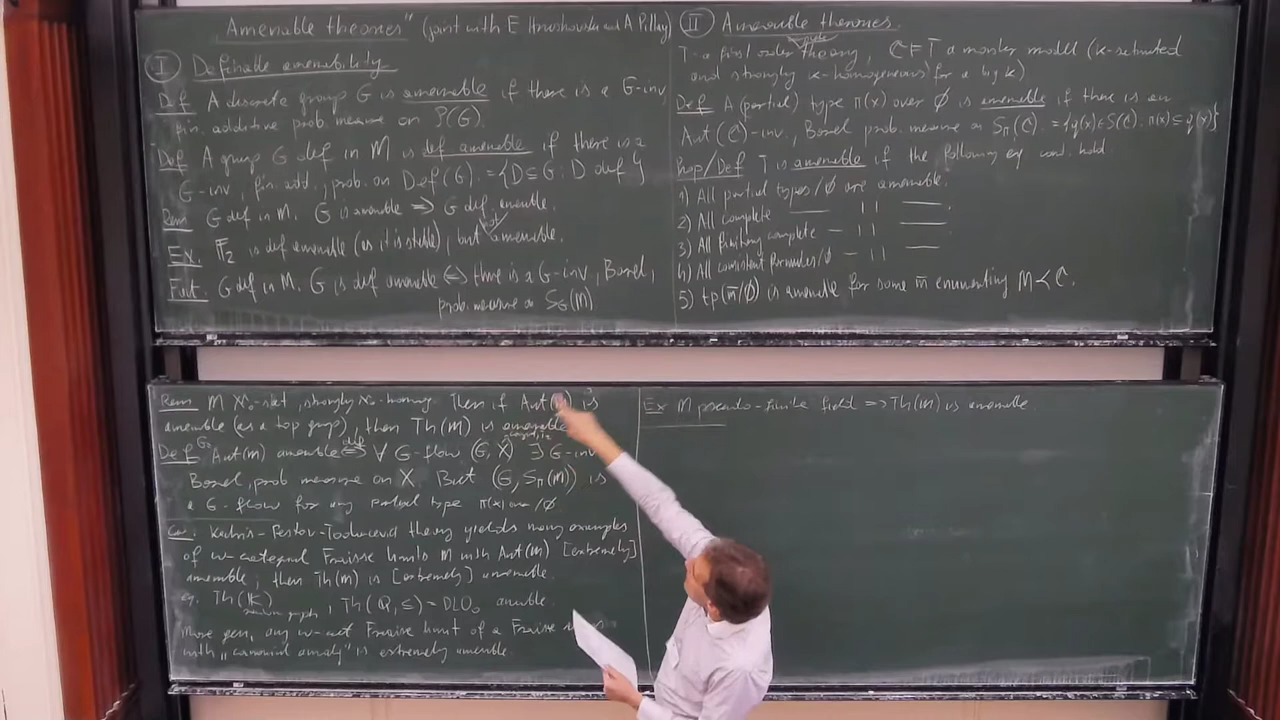 Amenable theories" (joint with E Hrushovski and A Pillay)
I Definable amenability.
Def A discrete group G is amenable if there is a G-inv
fin. additive prob. measure on P(G).
Def A group G def in M is def amenable if there is a
G-inv, fin. add., prob. on Def(G). = {D ⊆ G : D def}
Rem G def in M. G is amenable ⇒ G def amenable.
Ex. F₂ is def amenable (as it is stable), but not amenable.
Fact. G def in M. G is def amenable ⇔ there is a G-inv, Borel,
prob. measure on S_G(M)
II Amenable theories.
T - a first order complete theory, C ⊨ T a monster model (κ-saturated
and strongly κ-homogeneous) for a big κ)
Def A (partial) type π(x) over ∅ is amenable if there is an
Aut(C)-inv., Borel prob. measure on S_π(C). = {q(x) ∈ S(C) : π(x) ⊆ q(x)}
Prop/Def T is amenable if the following eq cond. hold
1) All partial types/∅ are amenable.
2) All complete — 11 —.
3) All finitary complete — 11 —
4) All consistent formulas/∅ — 11
5) tp(m̄/∅) is amenable for some m̄ enumerating M ≺ C.
Rem M ℵ₀-sat, strongly ℵ₀-homog. Then if Aut(M) is
amenable (as a top group), then Th(M) is amenable
Def G:= Aut(M) amenable ⇔def ∀ G-flow (G, X) ∃ G-inv
Borel, prob measure on X. But (G, S_π(M)) is
a G-flow for any partial type π(x) over/∅.
Cor: Kechris-Pestov-Todorcevic theory yields many examples
of ω-categorical Fraisse limits M with Aut(M) [extremely]
amenable, then Th(M) is [extremely] amenable.
eg. Th(R) random graph, Th(Q, ≤) = DLO₀ amenable.
More gen, any ω-cat Fraisse limit of a Fraisse
with "canonical amalg" is extremely amenable.
Ex M pseudo-finite field ⇒ Th(M) is amenable.